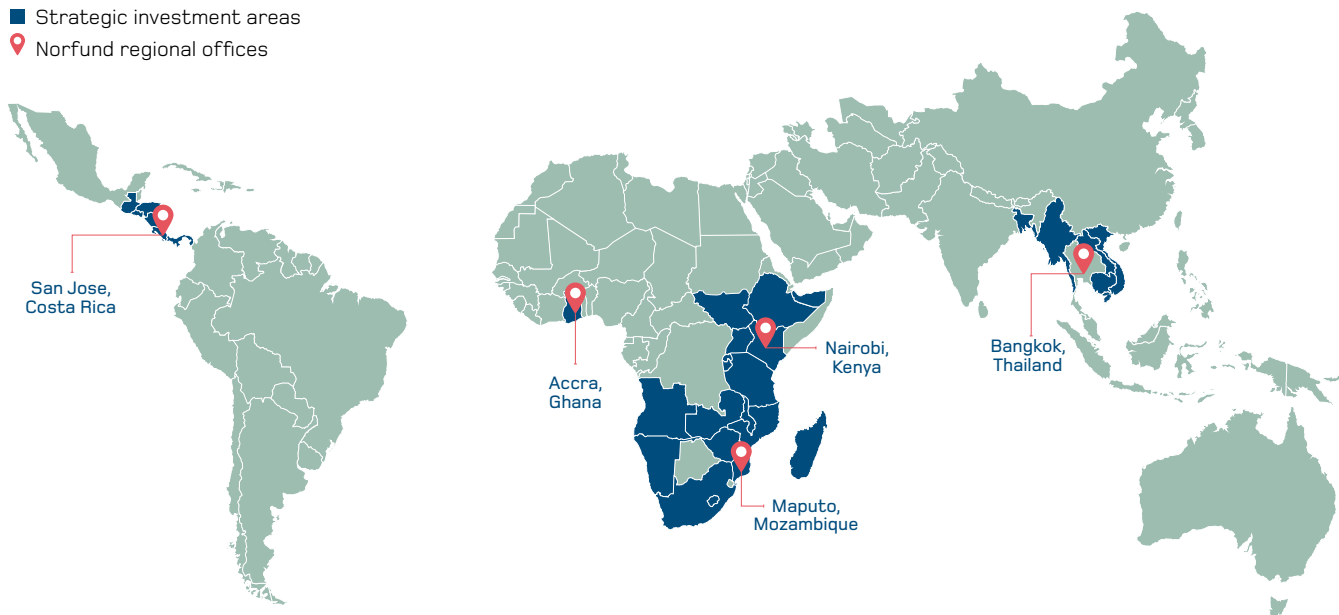 Strategic investment areas
Norfund regional offices
San Jose,
Costa Rica
Accra,
Ghana
Nairobi,
Kenya
Maputo,
Mozambique
Bangkok,
Thailand